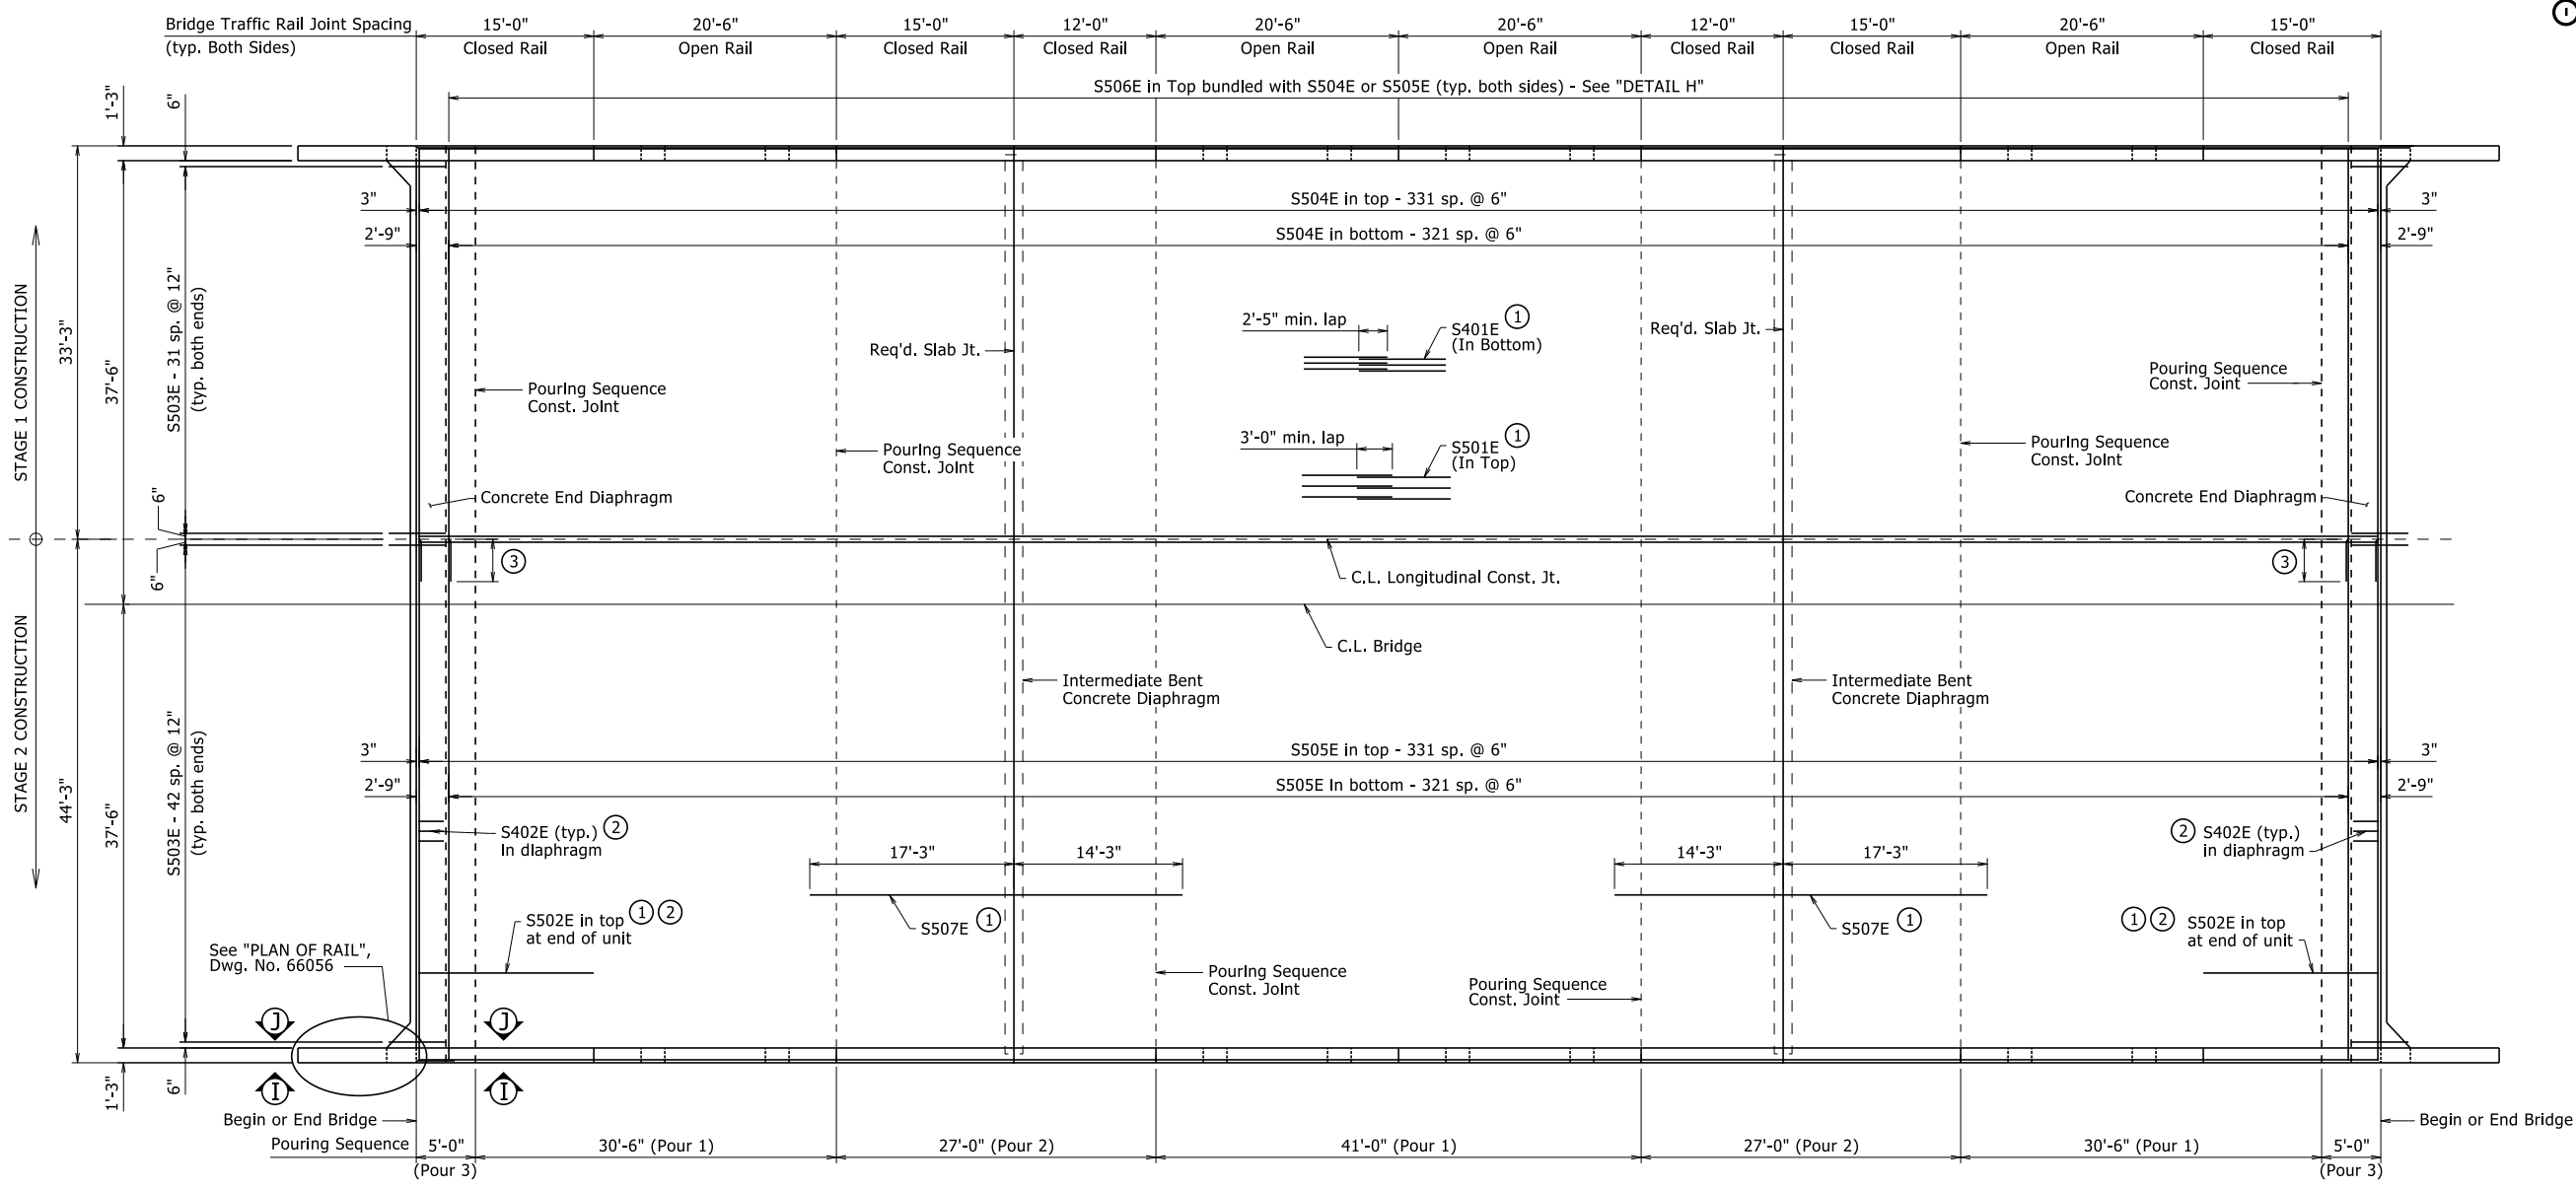 Bridge Traffic Rail Joint Spacing
(typ. Both Sides)
15'-0"
Closed Rail
20'-6"
Open Rail
15'-0"
Closed Rail
12'-0"
Closed Rail
20'-6"
Open Rail
20'-6"
Open Rail
12'-0"
Closed Rail
15'-0"
Closed Rail
20'-6"
Open Rail
15'-0"
Closed Rail
S506E in Top bundled with S504E or S505E (typ. both sides) - See "DETAIL H"
1'-3"
6"
3"
S504E in top - 331 sp. @ 6"
3"
2'-9"
S504E in bottom - 321 sp. @ 6"
2'-9"
STAGE 1 CONSTRUCTION
33'-3"
37'-6"
S503E - 31 sp. @ 12"
(typ. both ends)
2'-5" min. lap
S401E 1
(In Bottom)
Req'd. Slab Jt.
Req'd. Slab Jt.
Pouring Sequence
Const. Joint
Pouring Sequence
Const. Joint
Pouring Sequence
Const. Joint
3'-0" min. lap
S501E 1
(In Top)
Pouring Sequence
Const. Joint
Concrete End Diaphragm
Concrete End Diaphragm
6"
6"
3
3
C.L. Longitudinal Const. Jt.
C.L. Bridge
STAGE 2 CONSTRUCTION
44'-3"
37'-6"
S503E - 42 sp. @ 12"
(typ. both ends)
Intermediate Bent
Concrete Diaphragm
Intermediate Bent
Concrete Diaphragm
3"
S505E in top - 331 sp. @ 6"
3"
2'-9"
S505E in bottom - 321 sp. @ 6"
2'-9"
S402E (typ.) 2
in diaphragm
17'-3"
14'-3"
14'-3"
17'-3"
2 S402E (typ.)
in diaphragm
S502E in top 1 2
at end of unit
S507E 1
S507E 1
1 2 S502E in top
at end of unit
See "PLAN OF RAIL",
Dwg. No. 66056
Pouring Sequence
Const. Joint
Pouring Sequence
Const. Joint
J
J
I
I
1'-3"
6"
Begin or End Bridge
Begin or End Bridge
Pouring Sequence
5'-0"
(Pour 3)
30'-6" (Pour 1)
27'-0" (Pour 2)
41'-0" (Pour 1)
27'-0" (Pour 2)
30'-6" (Pour 1)
5'-0"
(Pour 3)